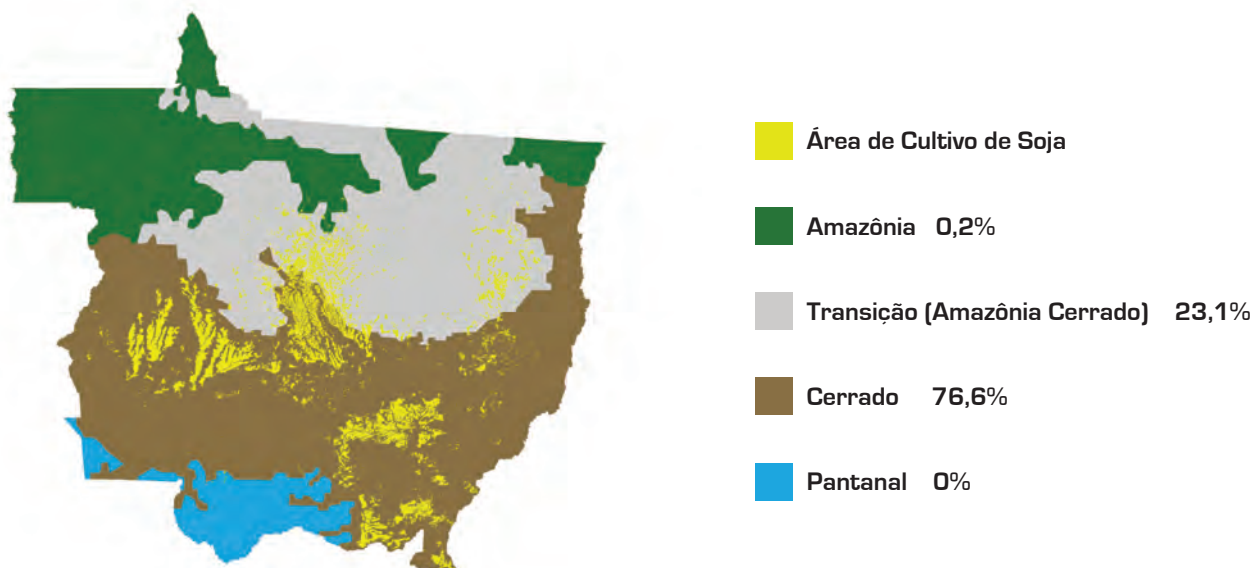 Área de Cultivo de Soja
Amazônia 0,2%
Transição (Amazônia Cerrado) 23,1%
Cerrado 76,6%
Pantanal 0%